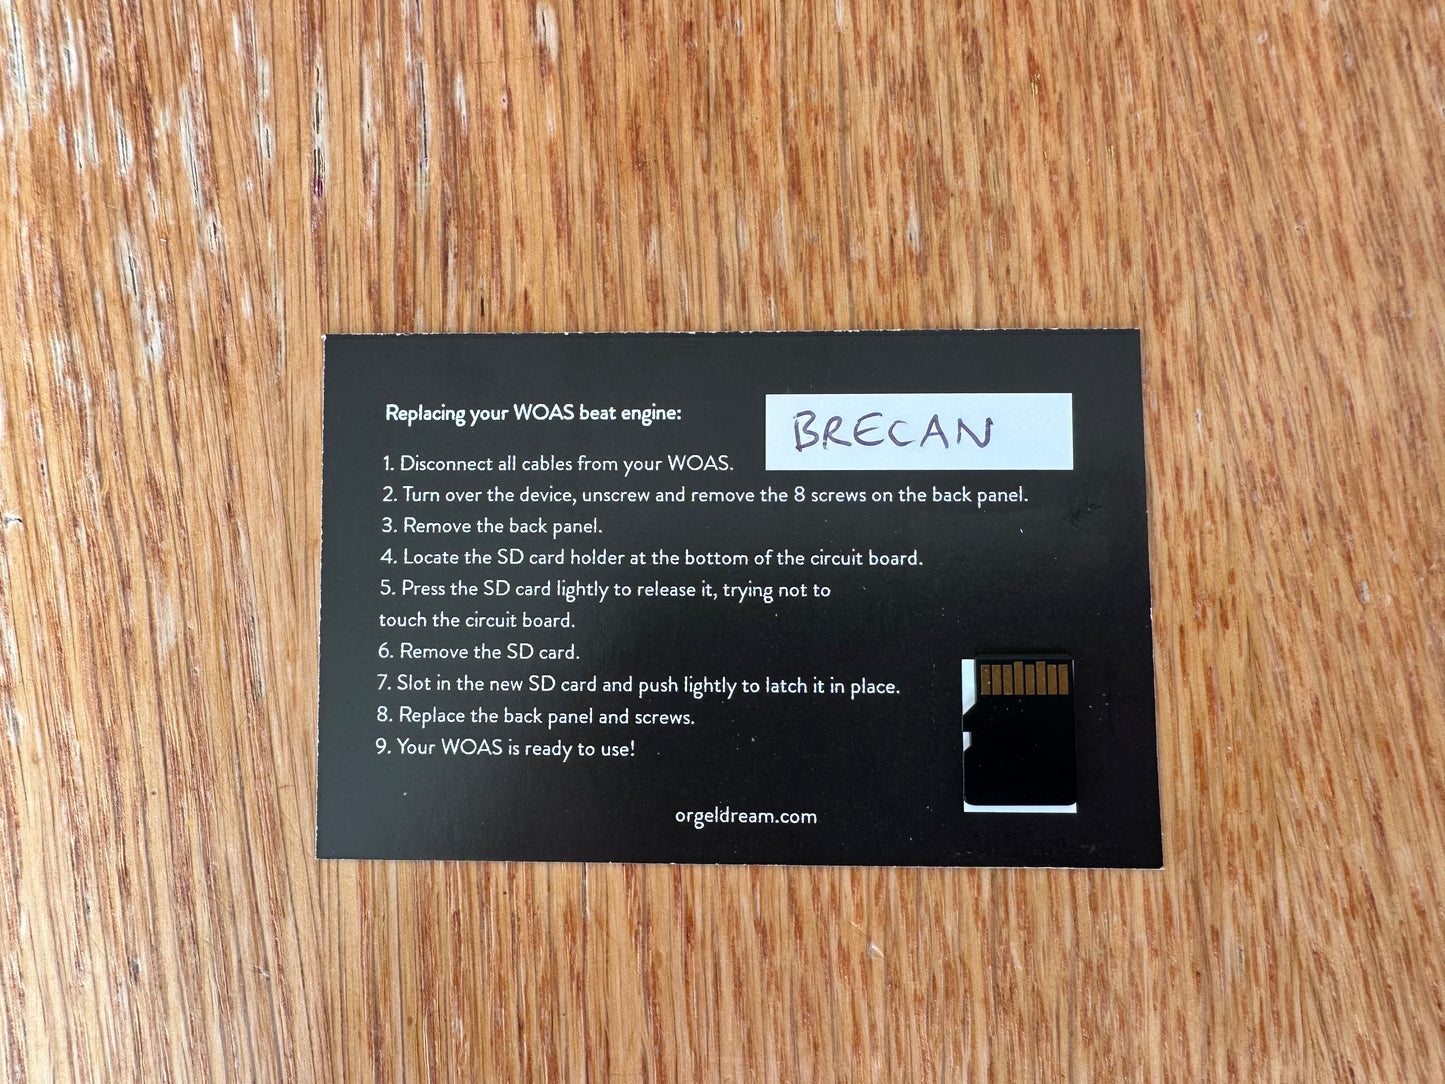 Replacing your WOAS beat engine:
BRECAN
1. Disconnect all cables from your WOAS.
2. Turn over the device, unscrew and remove the 8 screws on the back panel.
3. Remove the back panel.
4. Locate the SD card holder at the bottom of the circuit board.
5. Press the SD card lightly to release it, trying not to
touch the circuit board.
6. Remove the SD card.
7. Slot in the new SD card and push lightly to latch it in place.
8. Replace the back panel and screws.
9. Your WOAS is ready to use!
orgeldream.com